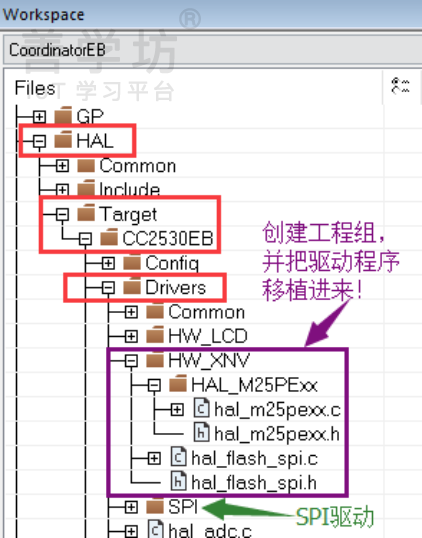 Workspace
善学坊®
CoordinatorEB
IoT 学习平台
Files
GP
HAL
Common
Include
Target
CC2530EB
Config
Drivers
Common
HW_LCD
HW_XNV
HAL_M25PExx
hal_m25pexx.c
hal_m25pexx.h
hal_flash_spi.c
hal_flash_spi.h
SPI
hal_adc.c
创建工程组，
并把驱动程序
移植进来！
SPI驱动